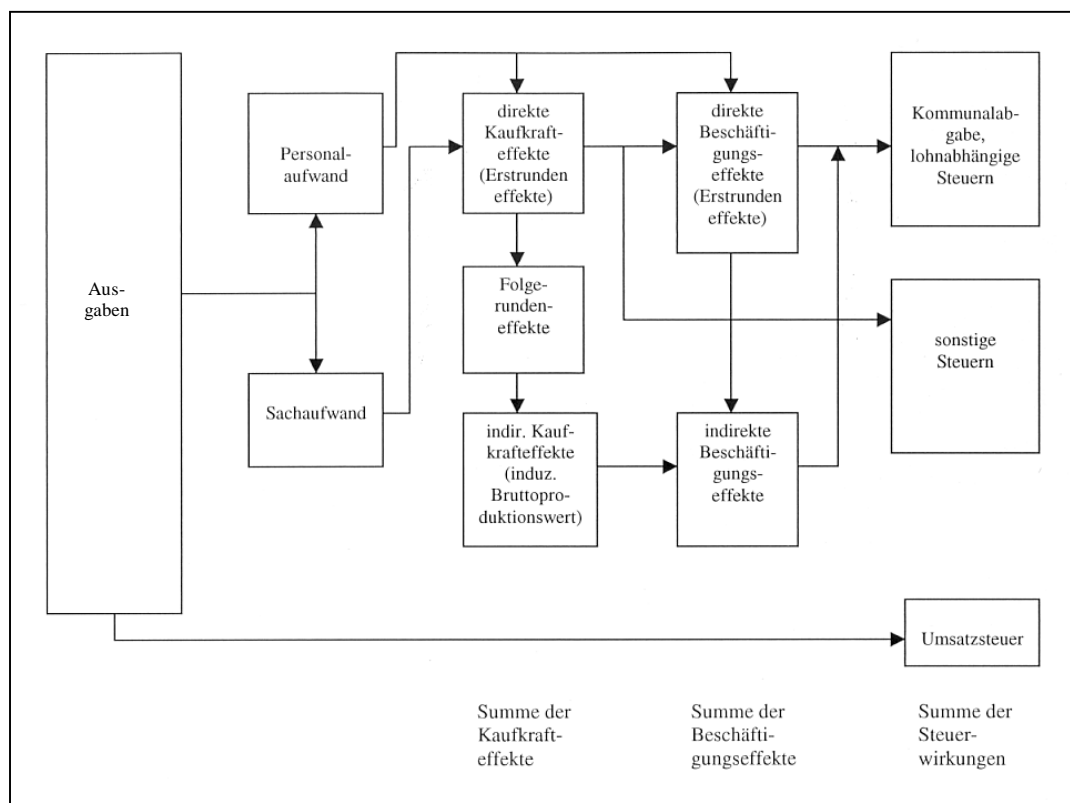 Aus-
gaben
Personal-
aufwand
Sachaufwand
direkte
Kaufkraft-
effekte
(Erstrunden
effekte)
Folge-
runden-
effekte
indir. Kauf-
krafteffekte
(induz.
Bruttopro-
duktionswert)
direkte
Beschäfti-
gungs-
effekte
(Erstrunden
effekte)
indirekte
Beschäfti-
gungs-
effekte
Kommunalab-
gabe,
lohnabhängige
Steuern
sonstige
Steuern
Umsatzsteuer
Summe der
Kaufkraft-
effekte
Summe der
Beschäfti-
gungseffekte
Summe der
Steuer-
wirkungen